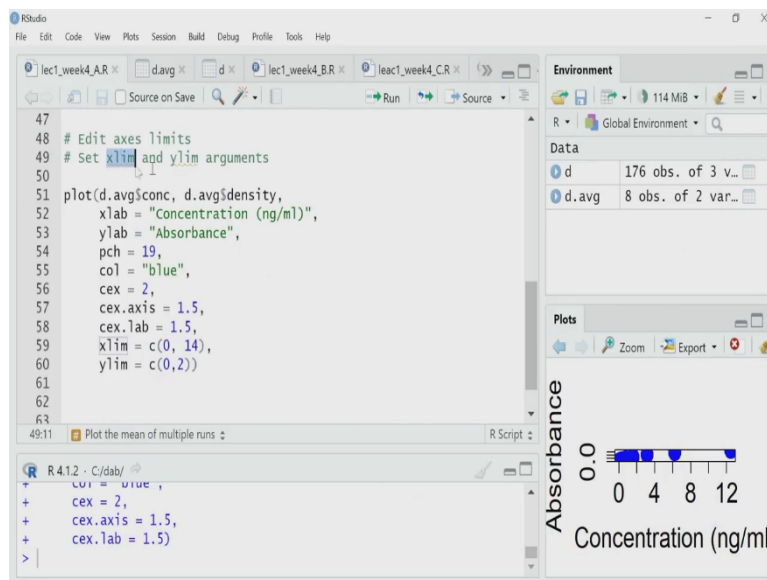 RStudio
File Edit Code View Plots Session Build Debug Profile Tools Help
lec1_week4_A.R × d.avg × d × lec1_week4_B.R × leac1_week4_C.R ×
Source on Save Run Source
47
48 # Edit axes limits
49 # Set xlim and ylim arguments
50
51 plot(d.avg$conc, d.avg$density,
52 xlab = "Concentration (ng/ml)",
53 ylab = "Absorbance",
54 pch = 19,
55 col = "blue",
56 cex = 2,
57 cex.axis = 1.5,
58 cex.lab = 1.5,
59 xlim = c(0, 14),
60 ylim = c(0,2))
61
62
63
49:11 # Plot the mean of multiple runs R Script
R 4.1.2 · C:/dab/
+ col = "blue",
+ cex = 2,
+ cex.axis = 1.5,
+ cex.lab = 1.5)
>
Environment
114 MiB
R Global Environment
Data
d 176 obs. of 3 v…
d.avg 8 obs. of 2 var…
Plots
Zoom Export
Absorbance
0.0
0 4 8 12
Concentration (ng/ml